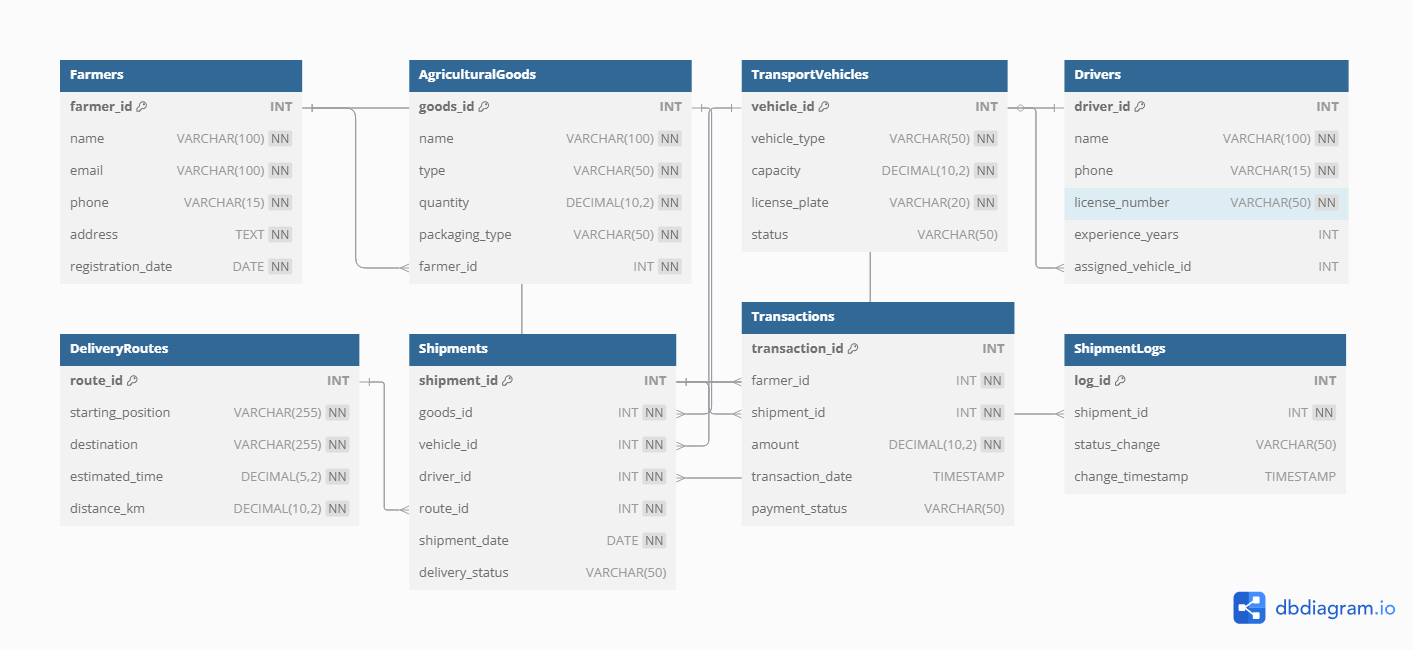 Farmers
farmer_id INT
name VARCHAR(100) NN
email VARCHAR(100) NN
phone VARCHAR(15) NN
address TEXT NN
registration_date DATE NN
AgriculturalGoods
goods_id INT
name VARCHAR(100) NN
type VARCHAR(50) NN
quantity DECIMAL(10,2) NN
packaging_type VARCHAR(50) NN
farmer_id INT NN
TransportVehicles
vehicle_id INT
vehicle_type VARCHAR(50) NN
capacity DECIMAL(10,2) NN
license_plate VARCHAR(20) NN
status VARCHAR(50)
Drivers
driver_id INT
name VARCHAR(100) NN
phone VARCHAR(15) NN
license_number VARCHAR(50) NN
experience_years INT
assigned_vehicle_id INT
DeliveryRoutes
route_id INT
starting_position VARCHAR(255) NN
destination VARCHAR(255) NN
estimated_time DECIMAL(5,2) NN
distance_km DECIMAL(10,2) NN
Shipments
shipment_id INT
goods_id INT NN
vehicle_id INT NN
driver_id INT NN
route_id INT NN
shipment_date DATE NN
delivery_status VARCHAR(50)
Transactions
transaction_id INT
farmer_id INT NN
shipment_id INT NN
amount DECIMAL(10,2) NN
transaction_date TIMESTAMP
payment_status VARCHAR(50)
ShipmentLogs
log_id INT
shipment_id INT NN
status_change VARCHAR(50)
change_timestamp TIMESTAMP
dbdiagram.io